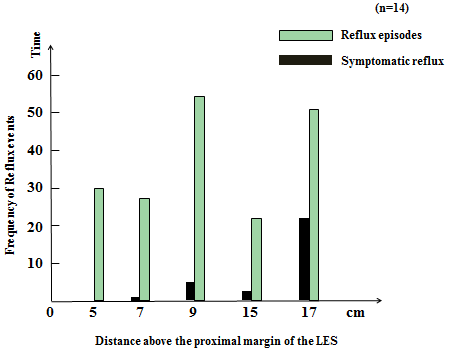 (n=14)
Reflux episodes
Symptomatic reflux
Frequency of Reflux events
Time
60
50
40
30
20
10
0 5 7 9 15 17 cm
Distance above the proximal margin of the LES